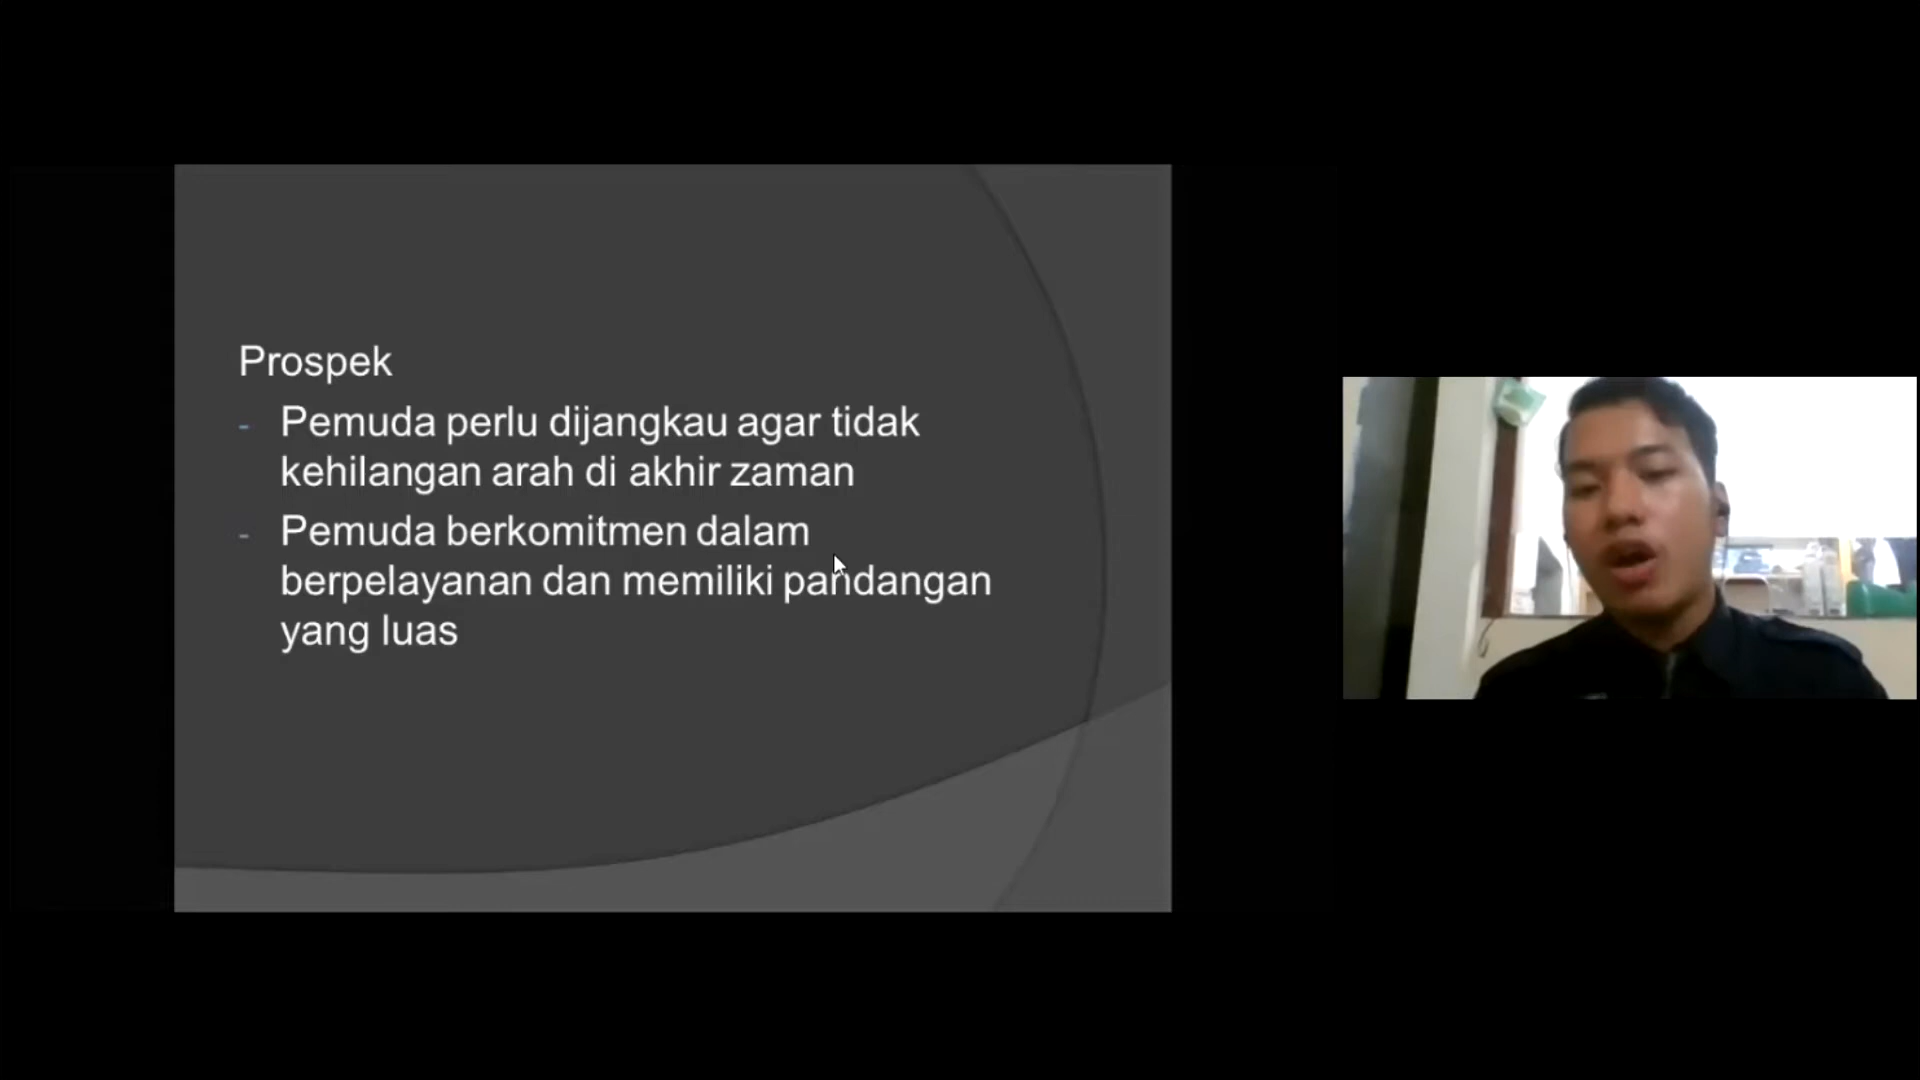 Prospek
- Pemuda perlu dijangkau agar tidak
kehilangan arah di akhir zaman
- Pemuda berkomitmen dalam
berpelayanan dan memiliki pandangan
yang luas